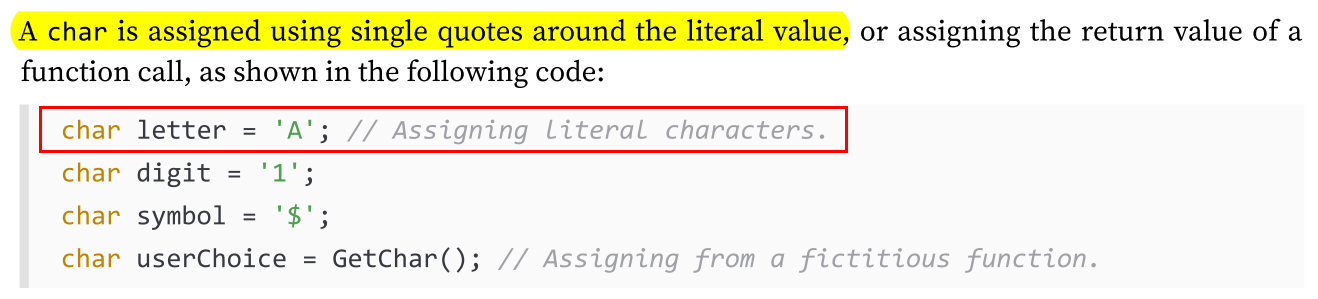 A char is assigned using single quotes around the literal value, or assigning the return value of a
function call, as shown in the following code:
char letter = 'A'; // Assigning literal characters.
char digit = '1';
char symbol = '$';
char userChoice = GetChar(); // Assigning from a fictitious function.